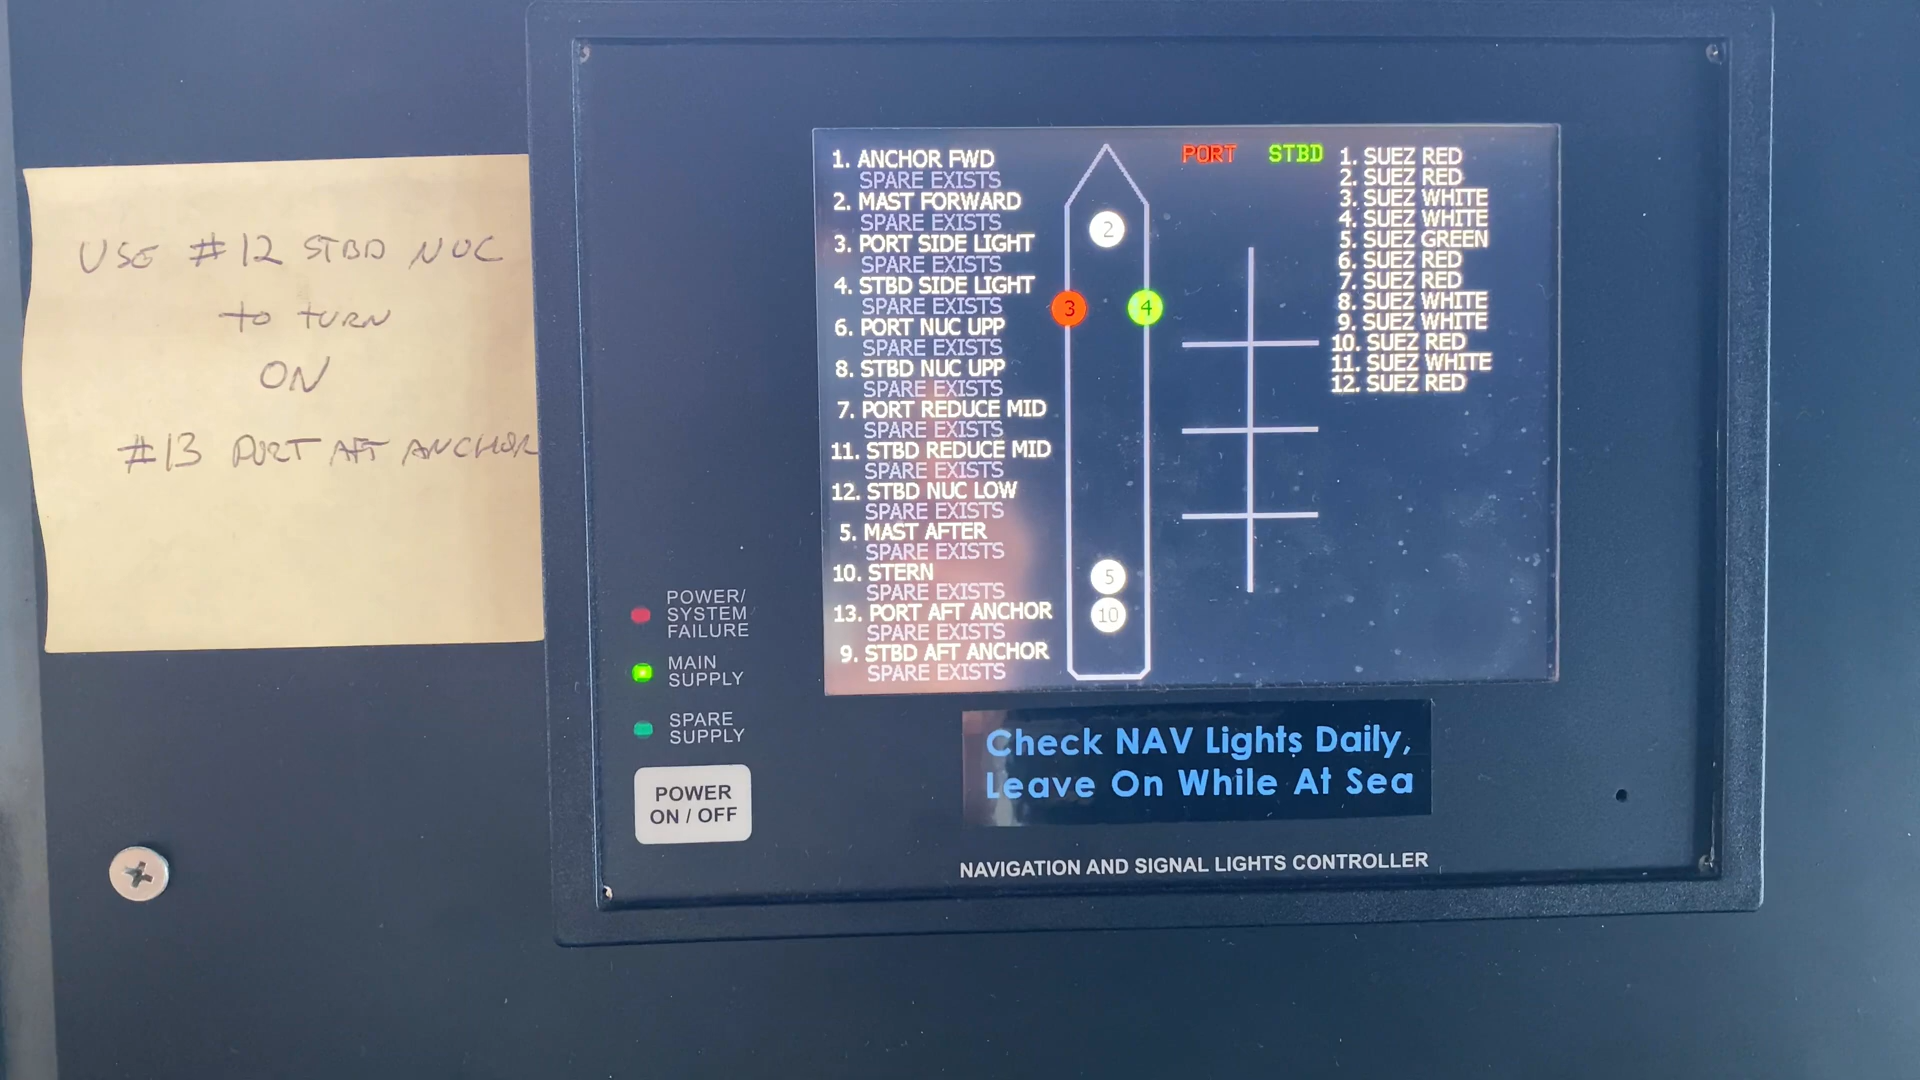 USE #12 STBD NUC
to TURN
ON
#13 PORT AFT ANCHOR
1. ANCHOR FWD
SPARE EXISTS
2. MAST FORWARD
SPARE EXISTS
3. PORT SIDE LIGHT
SPARE EXISTS
4. STBD SIDE LIGHT
SPARE EXISTS
6. PORT NUC UPP
SPARE EXISTS
8. STBD NUC UPP
SPARE EXISTS
7. PORT REDUCE MID
SPARE EXISTS
11. STBD REDUCE MID
SPARE EXISTS
12. STBD NUC LOW
SPARE EXISTS
5. MAST AFTER
SPARE EXISTS
10. STERN
SPARE EXISTS
13. PORT AFT ANCHOR
SPARE EXISTS
9. STBD AFT ANCHOR
SPARE EXISTS
2
3
4
5
10
PORT STBD
1. SUEZ RED
2. SUEZ RED
3. SUEZ WHITE
4. SUEZ WHITE
5. SUEZ GREEN
6. SUEZ RED
7. SUEZ RED
8. SUEZ WHITE
9. SUEZ WHITE
10. SUEZ RED
11. SUEZ WHITE
12. SUEZ RED
POWER/
SYSTEM
FAILURE
MAIN
SUPPLY
SPARE
SUPPLY
POWER
ON / OFF
Check NAV Lights Daily,
Leave On While At Sea
NAVIGATION AND SIGNAL LIGHTS CONTROLLER